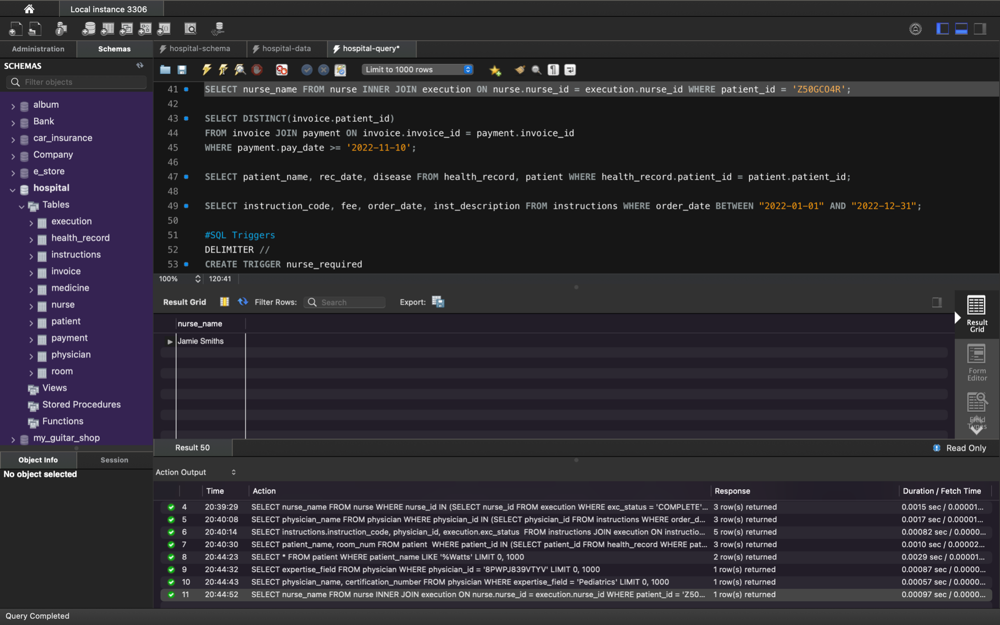 Local instance 3306
Administration
Schemas
hospital-schema
hospital-data
hospital-query*
SCHEMAS
Filter objects
album
Bank
car_insurance
Company
e_store
hospital
Tables
execution
health_record
instructions
invoice
medicine
nurse
patient
payment
physician
room
Views
Stored Procedures
Functions
my_guitar_shop
Object Info
Session
No object selected
Limit to 1000 rows
41 SELECT nurse_name FROM nurse INNER JOIN execution ON nurse.nurse_id = execution.nurse_id WHERE patient_id = 'Z50GCO4R';
42
43 SELECT DISTINCT(invoice.patient_id)
44 FROM invoice JOIN payment ON invoice.invoice_id = payment.invoice_id
45 WHERE payment.pay_date >= '2022-11-10';
46
47 SELECT patient_name, rec_date, disease FROM health_record, patient WHERE health_record.patient_id = patient.patient_id;
48
49 SELECT instruction_code, fee, order_date, inst_description FROM instructions WHERE order_date BETWEEN "2022-01-01" AND "2022-12-31";
50
51 #SQL Triggers
52 DELIMITER //
53 CREATE TRIGGER nurse_required
100% 120:41
Result Grid Filter Rows: Search Export:
nurse_name
Jamie Smiths
Result
Grid
Form
Editor
Field
Types
Result 50
Read Only
Action Output
Time Action Response Duration / Fetch Time
4 20:39:29 SELECT nurse_name FROM nurse WHERE nurse_id IN (SELECT nurse_id FROM execution WHERE exc_status = 'COMPLETE'... 3 row(s) returned 0.0015 sec / 0.00001...
5 20:40:08 SELECT physician_name FROM physician WHERE physician_id IN (SELECT physician_id FROM instructions WHERE order_d... 3 row(s) returned 0.0017 sec / 0.00001...
6 20:40:14 SELECT instructions.instruction_code, physician_id, execution.exc_status FROM instructions JOIN execution ON instructio... 5 row(s) returned 0.00082 sec / 0.0000...
7 20:40:30 SELECT patient_name, room_num FROM patient WHERE patient_id IN (SELECT patient_id FROM health_record WHERE pat... 3 row(s) returned 0.0010 sec / 0.00002...
8 20:44:23 SELECT * FROM patient WHERE patient_name LIKE '%Watts' LIMIT 0, 1000 2 row(s) returned 0.0029 sec / 0.00001...
9 20:44:32 SELECT expertise_field FROM physician WHERE physician_id = '8PWPJ839VTYV' LIMIT 0, 1000 1 row(s) returned 0.00087 sec / 0.0000...
10 20:44:43 SELECT physician_name, certification_number FROM physician WHERE expertise_field = 'Pediatrics' LIMIT 0, 1000 1 row(s) returned 0.00057 sec / 0.0000...
11 20:44:52 SELECT nurse_name FROM nurse INNER JOIN execution ON nurse.nurse_id = execution.nurse_id WHERE patient_id = 'Z50... 1 row(s) returned 0.00097 sec / 0.0000...
Query Completed